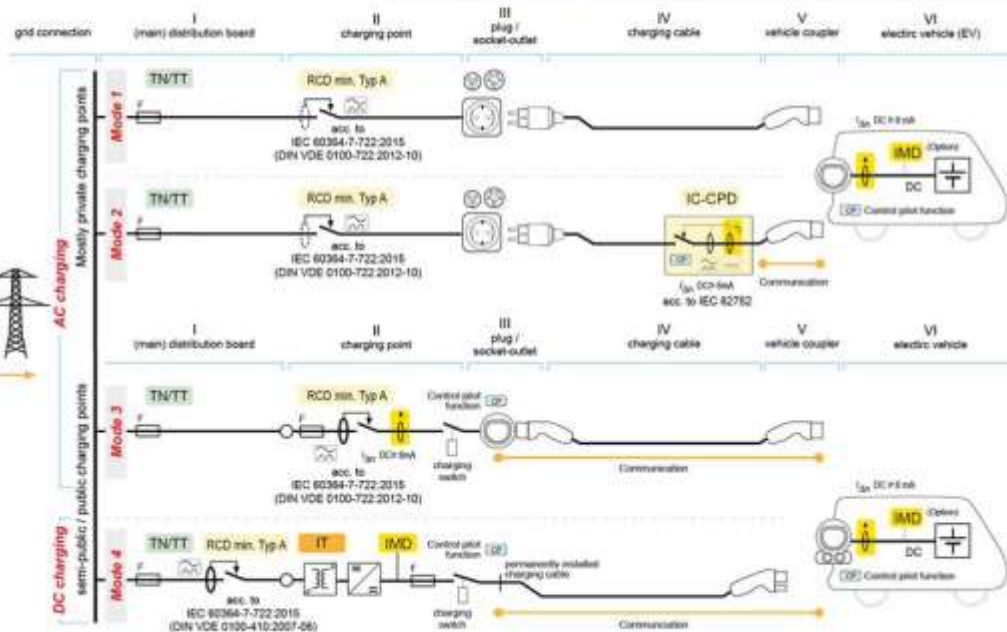 grid connection
I
(main) distribution board
II
charging point
III
plug /
socket-outlet
IV
charging cable
V
vehicle coupler
VI
electirc vehicle (EV)
AC charging
Mostly private charging points
Mode 1
TN/TT
F
RCD min. Typ A
acc. to
IEC 60364-7-722:2015
(DIN VDE 0100-722:2012-10)
Mode 2
TN/TT
F
RCD min. Typ A
acc. to
IEC 60364-7-722:2015
(DIN VDE 0100-722:2012-10)
IC-CPD
CP
acc. to IEC 62752
Communication
IMD
(Option)
DC
CP Control pilot function
I
(main) distribution board
II
charging point
III
plug /
socket-outlet
IV
charging cable
V
vehicle coupler
VI
electirc vehicle
DC charging
semi-public / public charging points
Mode 3
TN/TT
F
RCD min. Typ A
F
acc. to
IEC 60364-7-722:2015
(DIN VDE 0100-722:2012-10)
Control pilot
function
CP
charging
switch
Communication
Mode 4
TN/TT
F
RCD min. Typ A
acc. to
IEC 60364-7-722:2015
(DIN VDE 0100-410:2007-06)
IT
IMD
F
Control pilot
function
CP
charging
switch
permanently installed
charging cable
Communication
IMD
(Option)
DC
CP Control pilot function